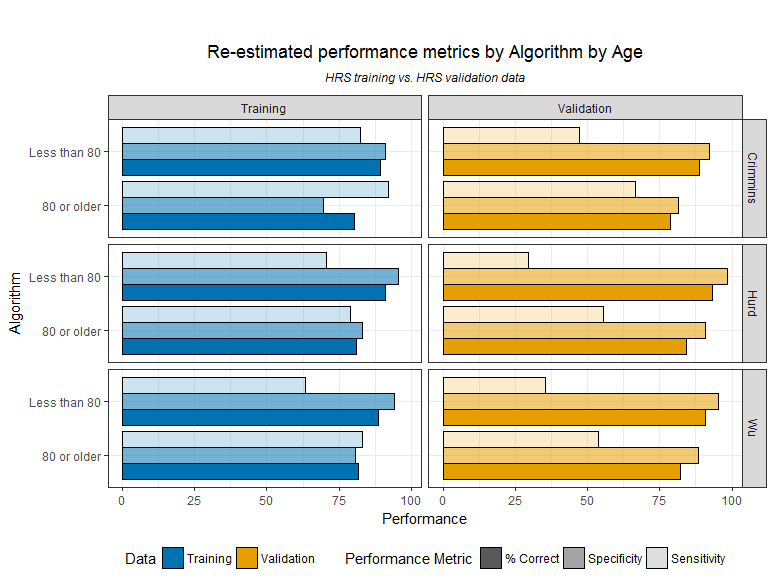 Re-estimated performance metrics by Algorithm by Age
HRS training vs. HRS validation data
Training
Validation
Less than 80
80 or older
Crimmins
Less than 80
80 or older
Hurd
Less than 80
80 or older
Wu
Algorithm
0 25 50 75 100
0 25 50 75 100
Performance
Data Training Validation
Performance Metric % Correct Specificity Sensitivity